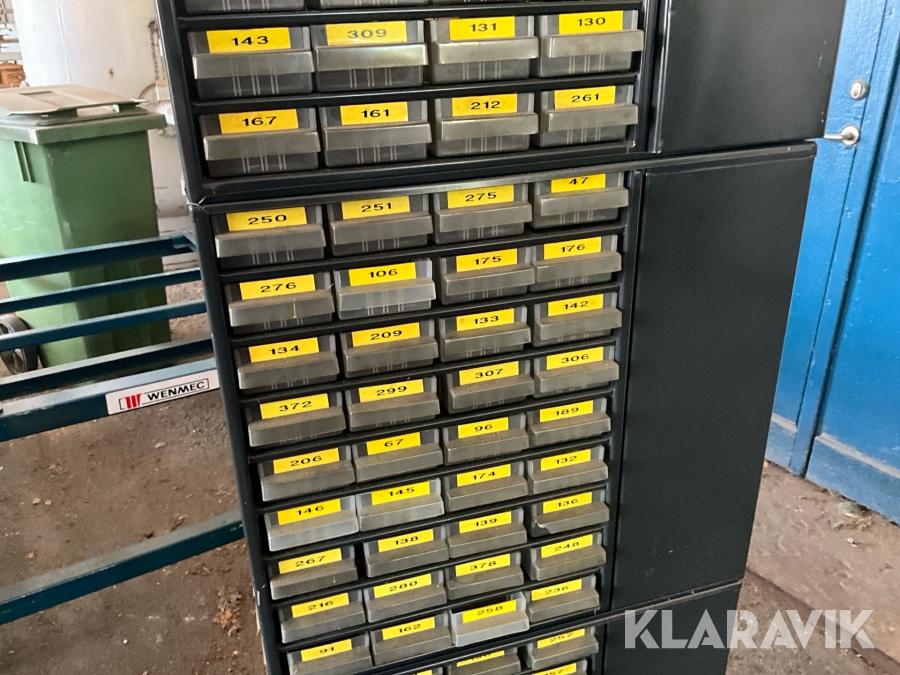 143 309 131 130
167 161 212 261
250 251 275 47
276 106 175 176
134 209 133 142
372 299 307 306
206 67 96 189
146 145 174 132
267 138 139 136
216 280 378 248
91 162 258 236
257
WENMEC
KLARAVIK